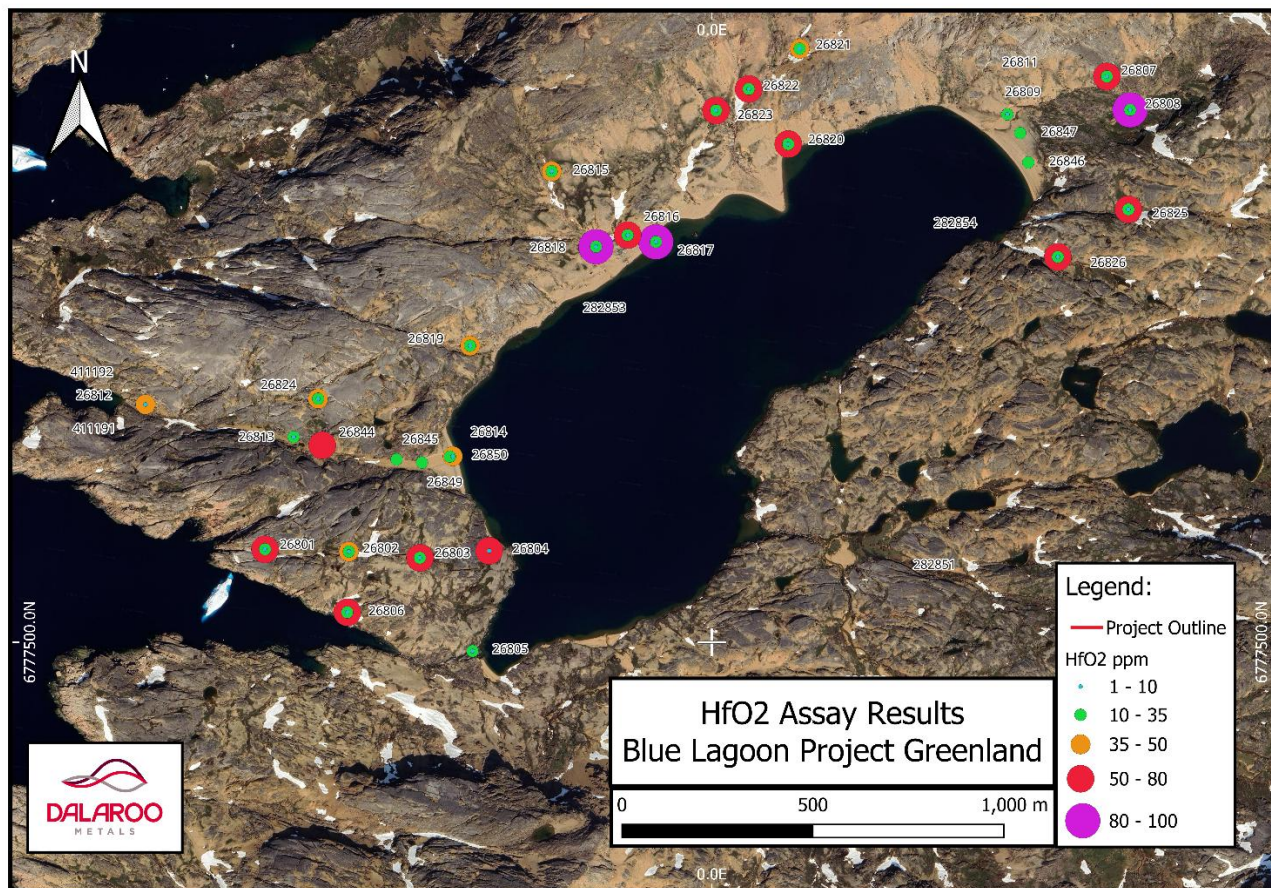 0.0E
N
26821
26811
26807
26822
26809
26808
26823
26847
26820
26846
26815
26825
26816
282854
26818
26817
26826
282853
26819
411192
26824
26812
411191
26813
26844
26845
26814
26850
26849
26801
26802
26803
26804
282851
26806
26805
6777500.0N
6777500.0N
Legend:
Project Outline
HfO2 ppm
1 - 10
10 - 35
35 - 50
50 - 80
80 - 100
HfO2 Assay Results
Blue Lagoon Project Greenland
0 500 1,000 m
DALAROO
METALS
0.0E